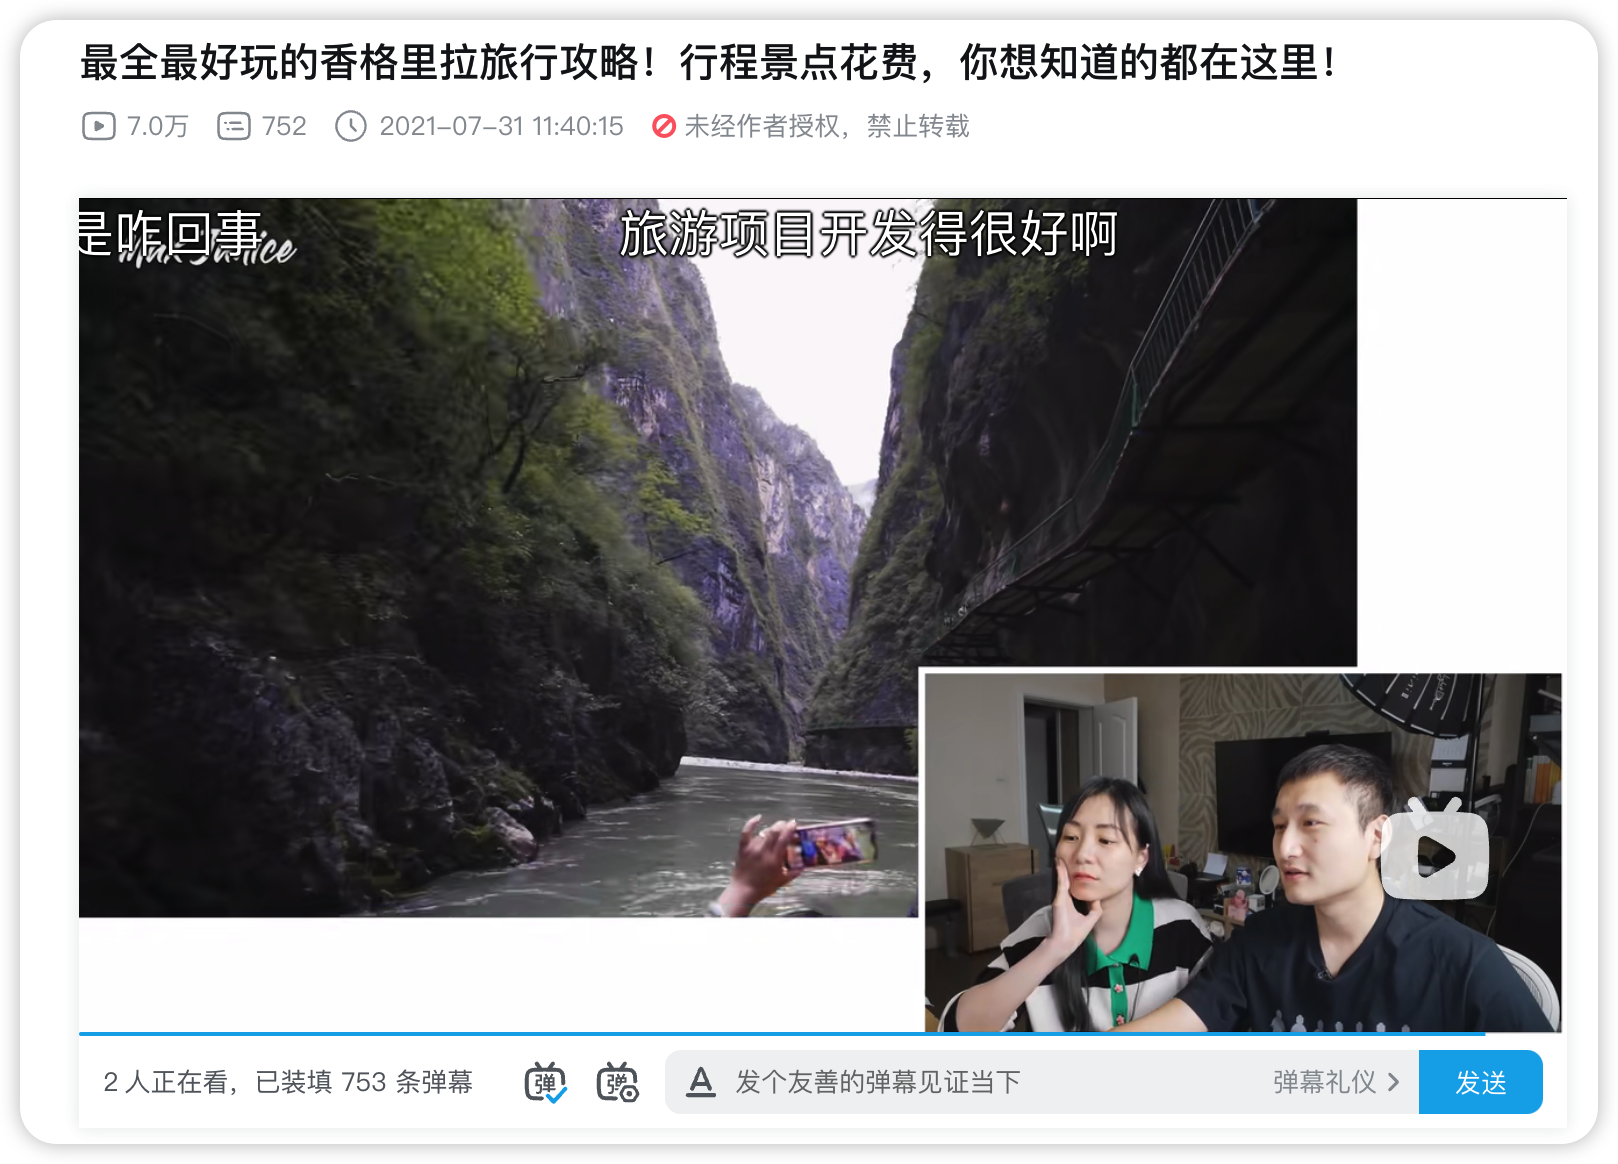 最全最好玩的香格里拉旅行攻略！行程景点花费，你想知道的都在这里！
7.0万 752 2021-07-31 11:40:15 未经作者授权，禁止转载
是咋回事 旅游项目开发得很好啊
2 人正在看，已装填 753 条弹幕 弹 弹 A 发个友善的弹幕见证当下 弹幕礼仪 > 发送